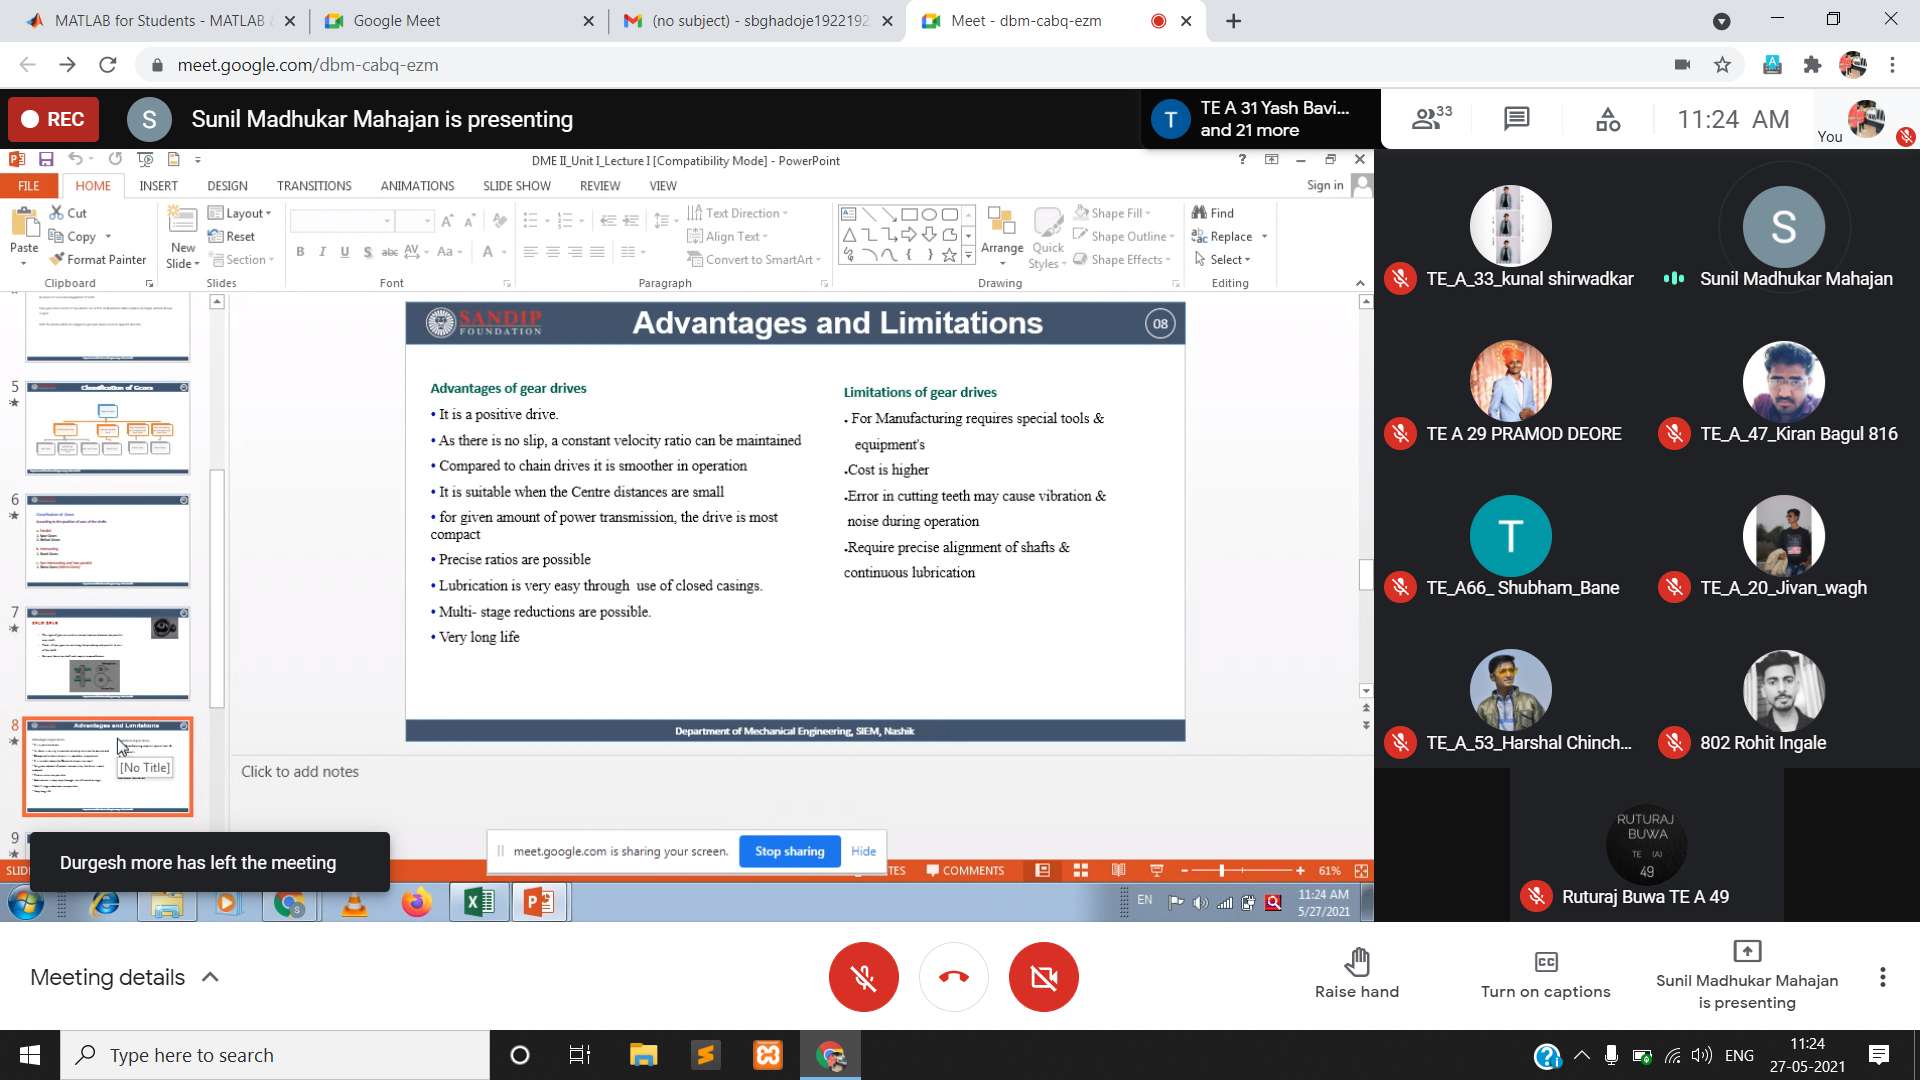 MATLAB for Students - MATLAB &
Google Meet
(no subject) - sbghadoje1922192
Meet - dbm-cabq-ezm
meet.google.com/dbm-cabq-ezm
REC
S
Sunil Madhukar Mahajan is presenting
T
TE A 31 Yash Bavi...
and 21 more
33
11:24 AM
You
DME II_Unit I_Lecture I [Compatibility Mode] - PowerPoint
FILE
HOME
INSERT
DESIGN
TRANSITIONS
ANIMATIONS
SLIDE SHOW
REVIEW
VIEW
Sign in
Paste
Cut
Copy
Format Painter
Clipboard
New
Slide
Layout
Reset
Section
Slides
Font
Text Direction
Align Text
Convert to SmartArt
Paragraph
Arrange
Quick
Styles
Shape Fill
Shape Outline
Shape Effects
Drawing
Find
Replace
Select
Editing
5
Classification of Gears
6
7
8
Advantages and Limitations
[No Title]
9
SANDIP
FOUNDATION
Advantages and Limitations
08
Advantages of gear drives
• It is a positive drive.
• As there is no slip, a constant velocity ratio can be maintained
• Compared to chain drives it is smoother in operation
• It is suitable when the Centre distances are small
• for given amount of power transmission, the drive is most
compact
• Precise ratios are possible
• Lubrication is very easy through use of closed casings.
• Multi- stage reductions are possible.
• Very long life
Limitations of gear drives
. For Manufacturing requires special tools &
equipment's
.Cost is higher
.Error in cutting teeth may cause vibration &
noise during operation
.Require precise alignment of shafts &
continuous lubrication
Department of Mechanical Engineering, SIEM, Nashik
Click to add notes
Durgesh more has left the meeting
meet.google.com is sharing your screen.
Stop sharing
Hide
COMMENTS
61%
EN
11:24 AM
5/27/2021
TE_A_33_kunal shirwadkar
S
Sunil Madhukar Mahajan
TE A 29 PRAMOD DEORE
TE_A_47_Kiran Bagul 816
T
TE_A66_ Shubham_Bane
TE_A_20_Jivan_wagh
TE_A_53_Harshal Chinch...
802 Rohit Ingale
RUTURAJ
BUWA
TE (A)
49
Ruturaj Buwa TE A 49
Meeting details
Raise hand
Turn on captions
Sunil Madhukar Mahajan
is presenting
Type here to search
ENG
11:24
27-05-2021